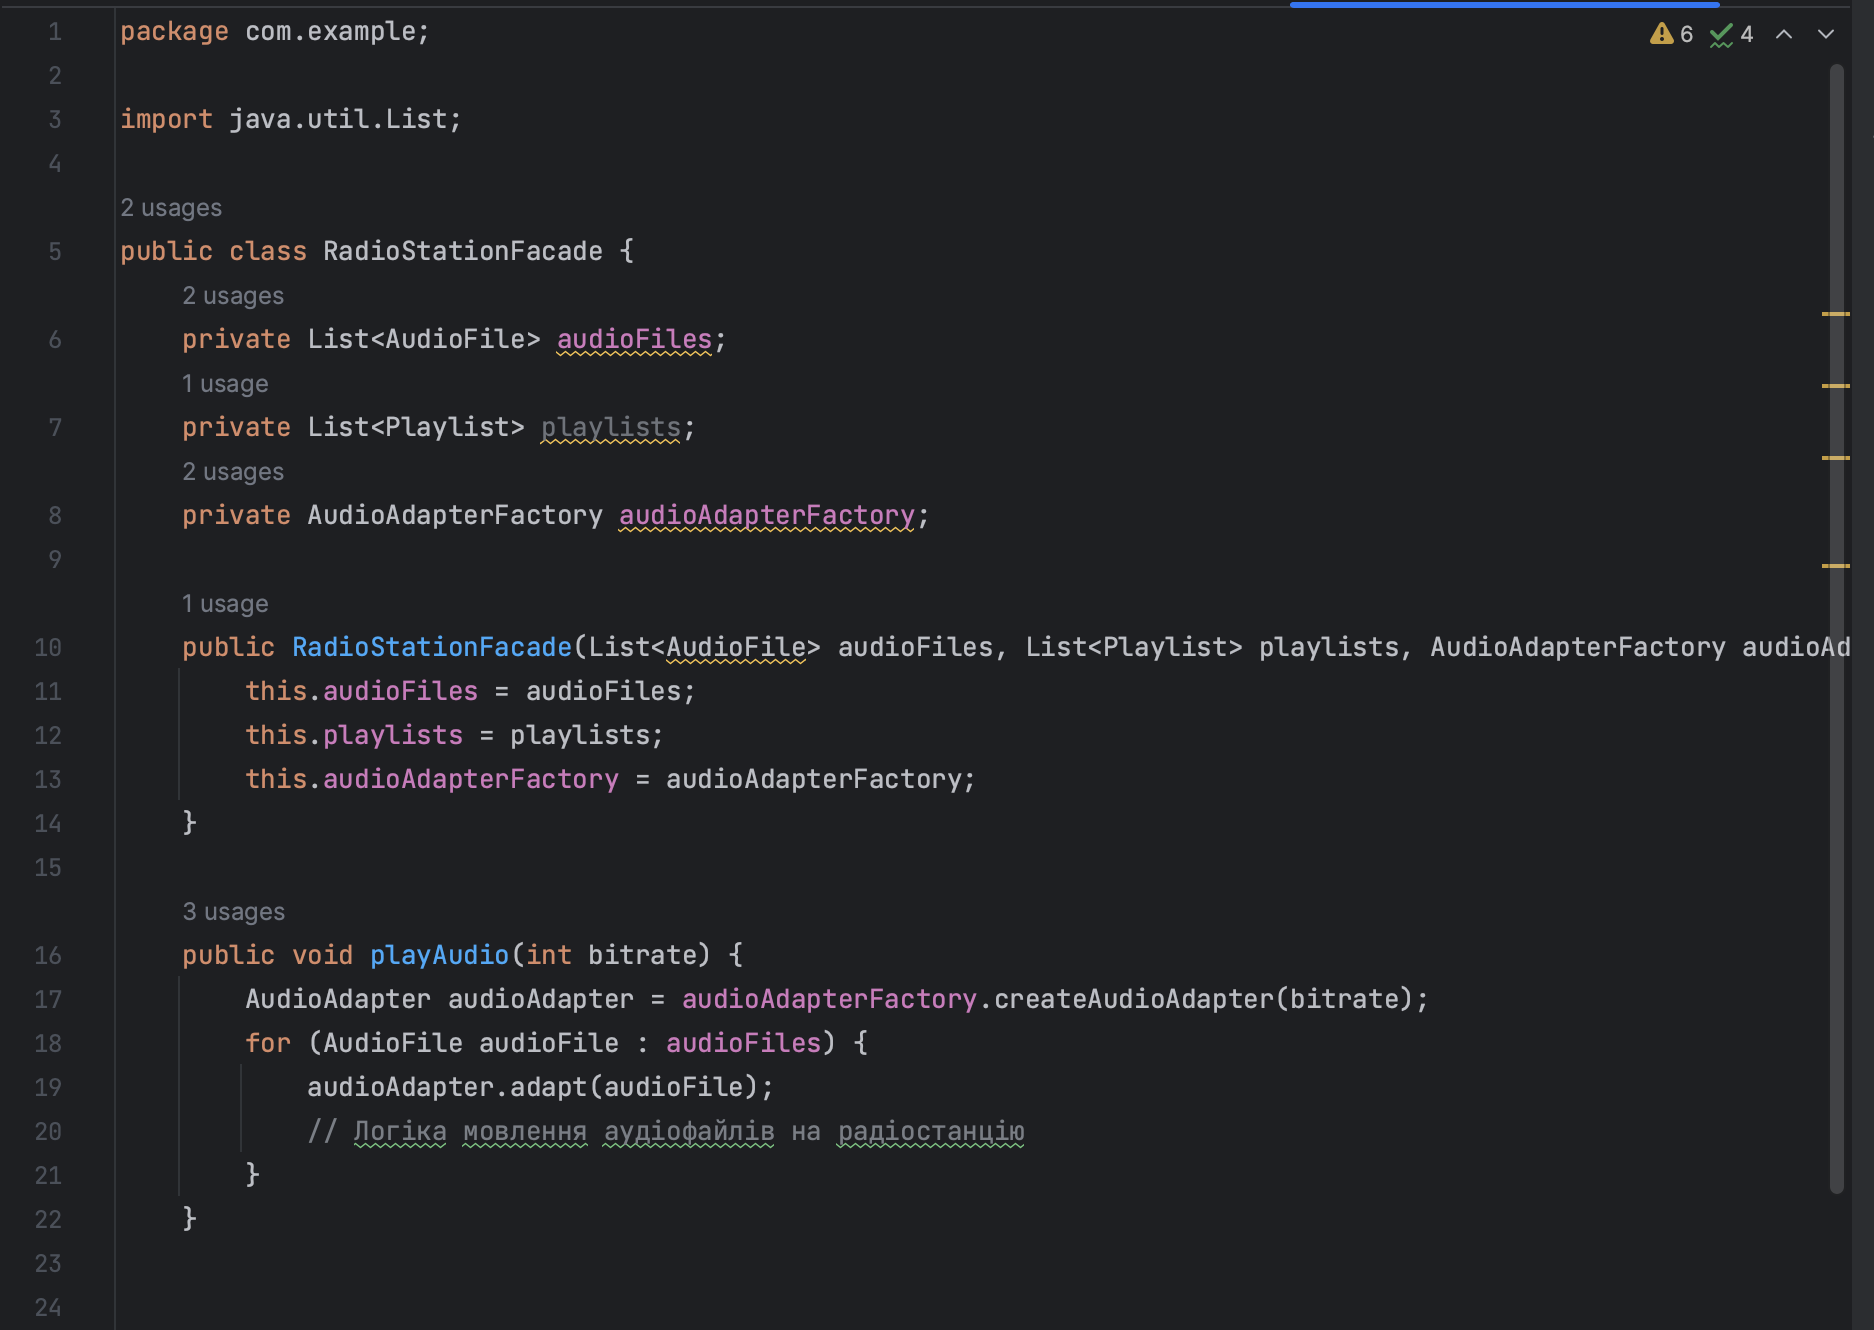 6 4
1 package com.example;
2
3 import java.util.List;
4
2 usages
5 public class RadioStationFacade {
2 usages
6 private List<AudioFile> audioFiles;
1 usage
7 private List<Playlist> playlists;
2 usages
8 private AudioAdapterFactory audioAdapterFactory;
9
1 usage
10 public RadioStationFacade(List<AudioFile> audioFiles, List<Playlist> playlists, AudioAdapterFactory audioAd
11 this.audioFiles = audioFiles;
12 this.playlists = playlists;
13 this.audioAdapterFactory = audioAdapterFactory;
14 }
15
3 usages
16 public void playAudio(int bitrate) {
17 AudioAdapter audioAdapter = audioAdapterFactory.createAudioAdapter(bitrate);
18 for (AudioFile audioFile : audioFiles) {
19 audioAdapter.adapt(audioFile);
20 // Логіка мовлення аудіофайлів на радіостанцію
21 }
22 }
23
24